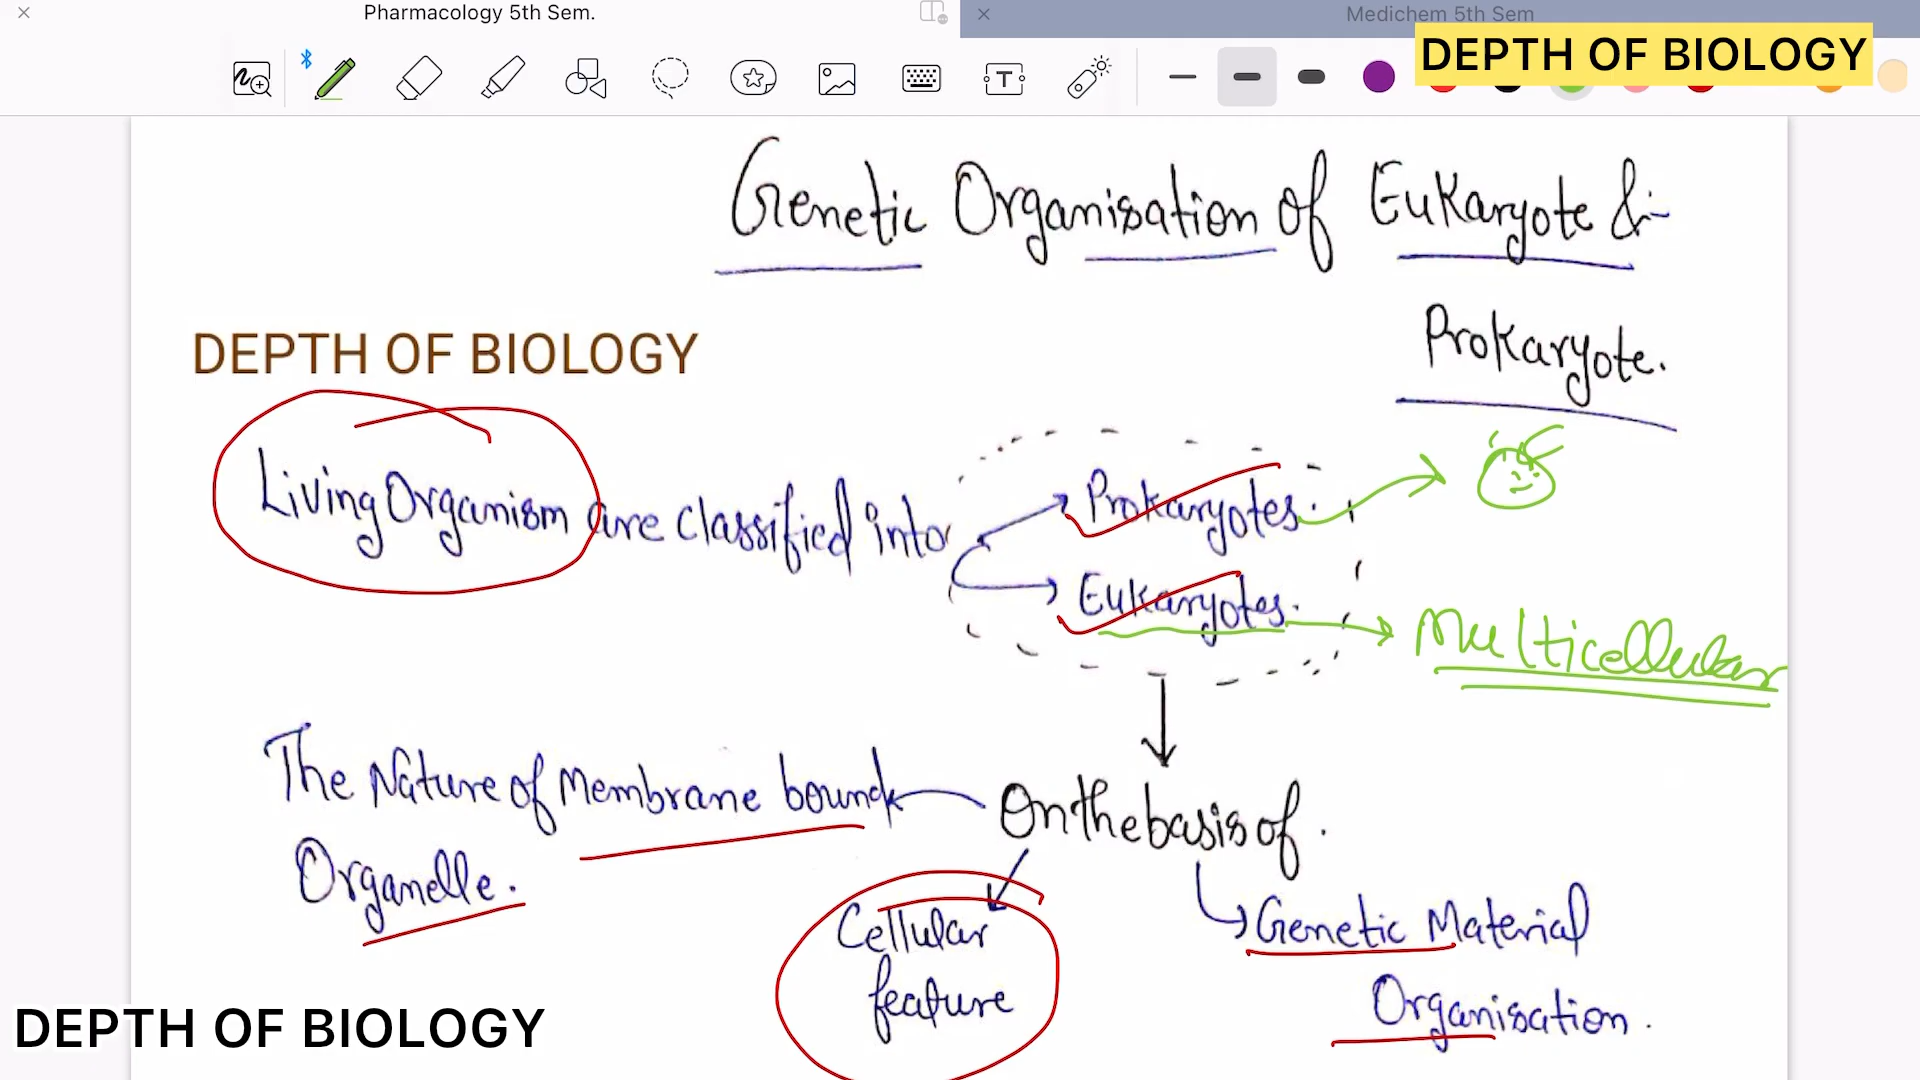 Pharmacology 5th Sem.
Medichem 5th Sem
DEPTH OF BIOLOGY
Genetic Organisation of Eukaryote &
Prokaryote.
DEPTH OF BIOLOGY
Living Organism are classified into
Prokaryotes.
Eukaryotes.
Multicellular
The Nature of Membrane bound
Organelle.
On the basis of.
Cellular
feature
Genetic Material
Organisation.
DEPTH OF BIOLOGY